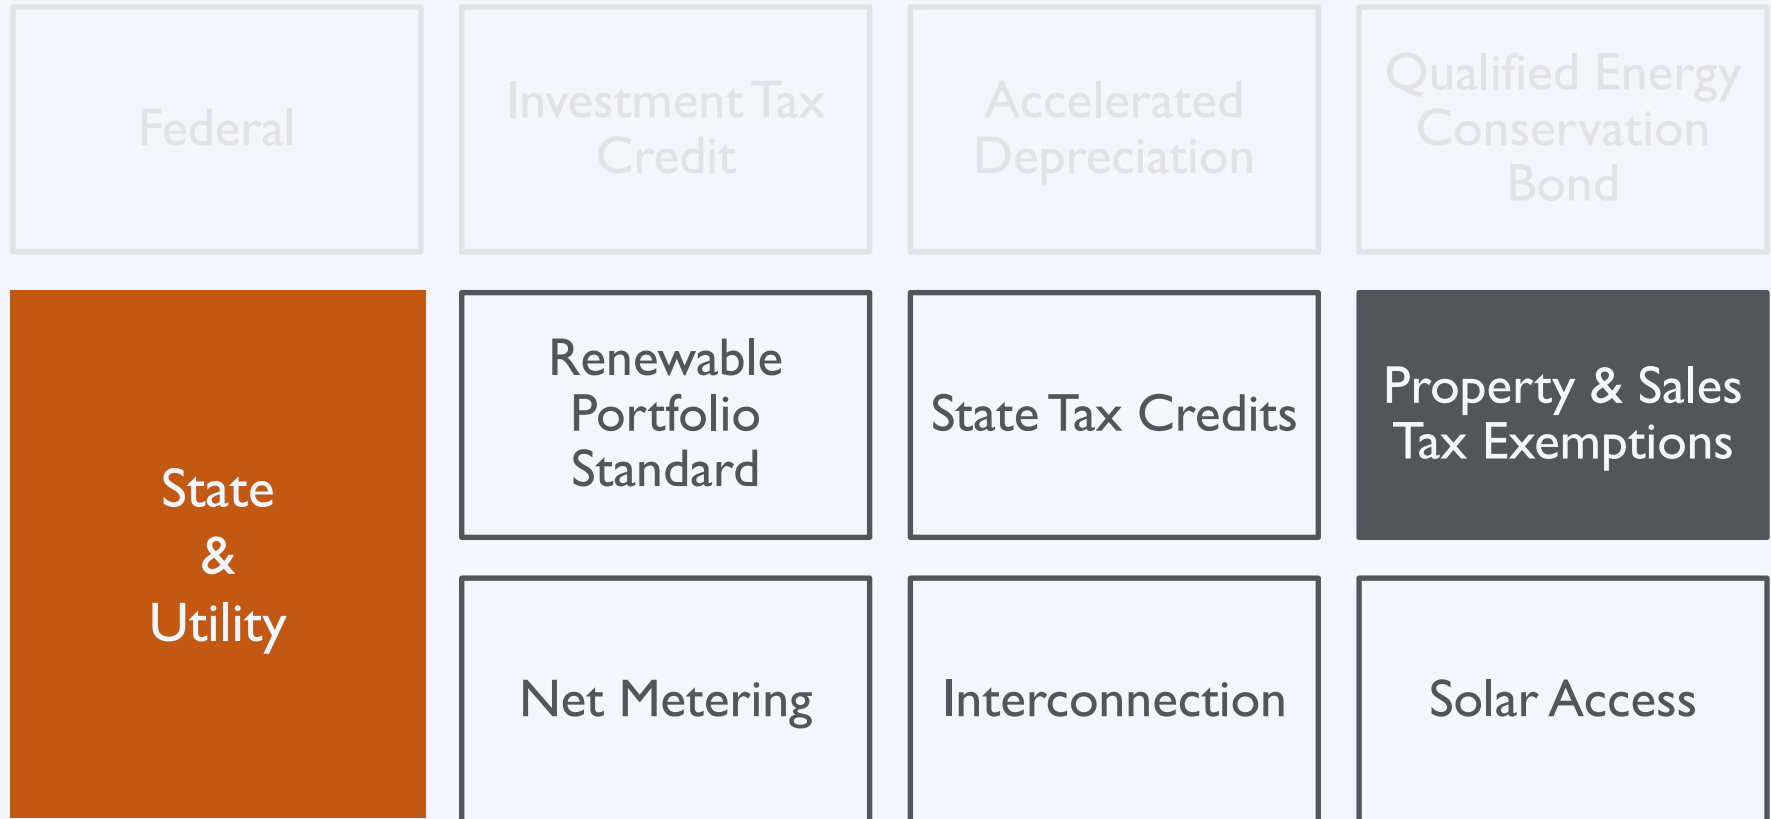 Federal
Investment Tax
Credit
Accelerated
Depreciation
Qualified Energy
Conservation
Bond
State
&
Utility
Renewable
Portfolio
Standard
State Tax Credits
Property & Sales
Tax Exemptions
Net Metering
Interconnection
Solar Access